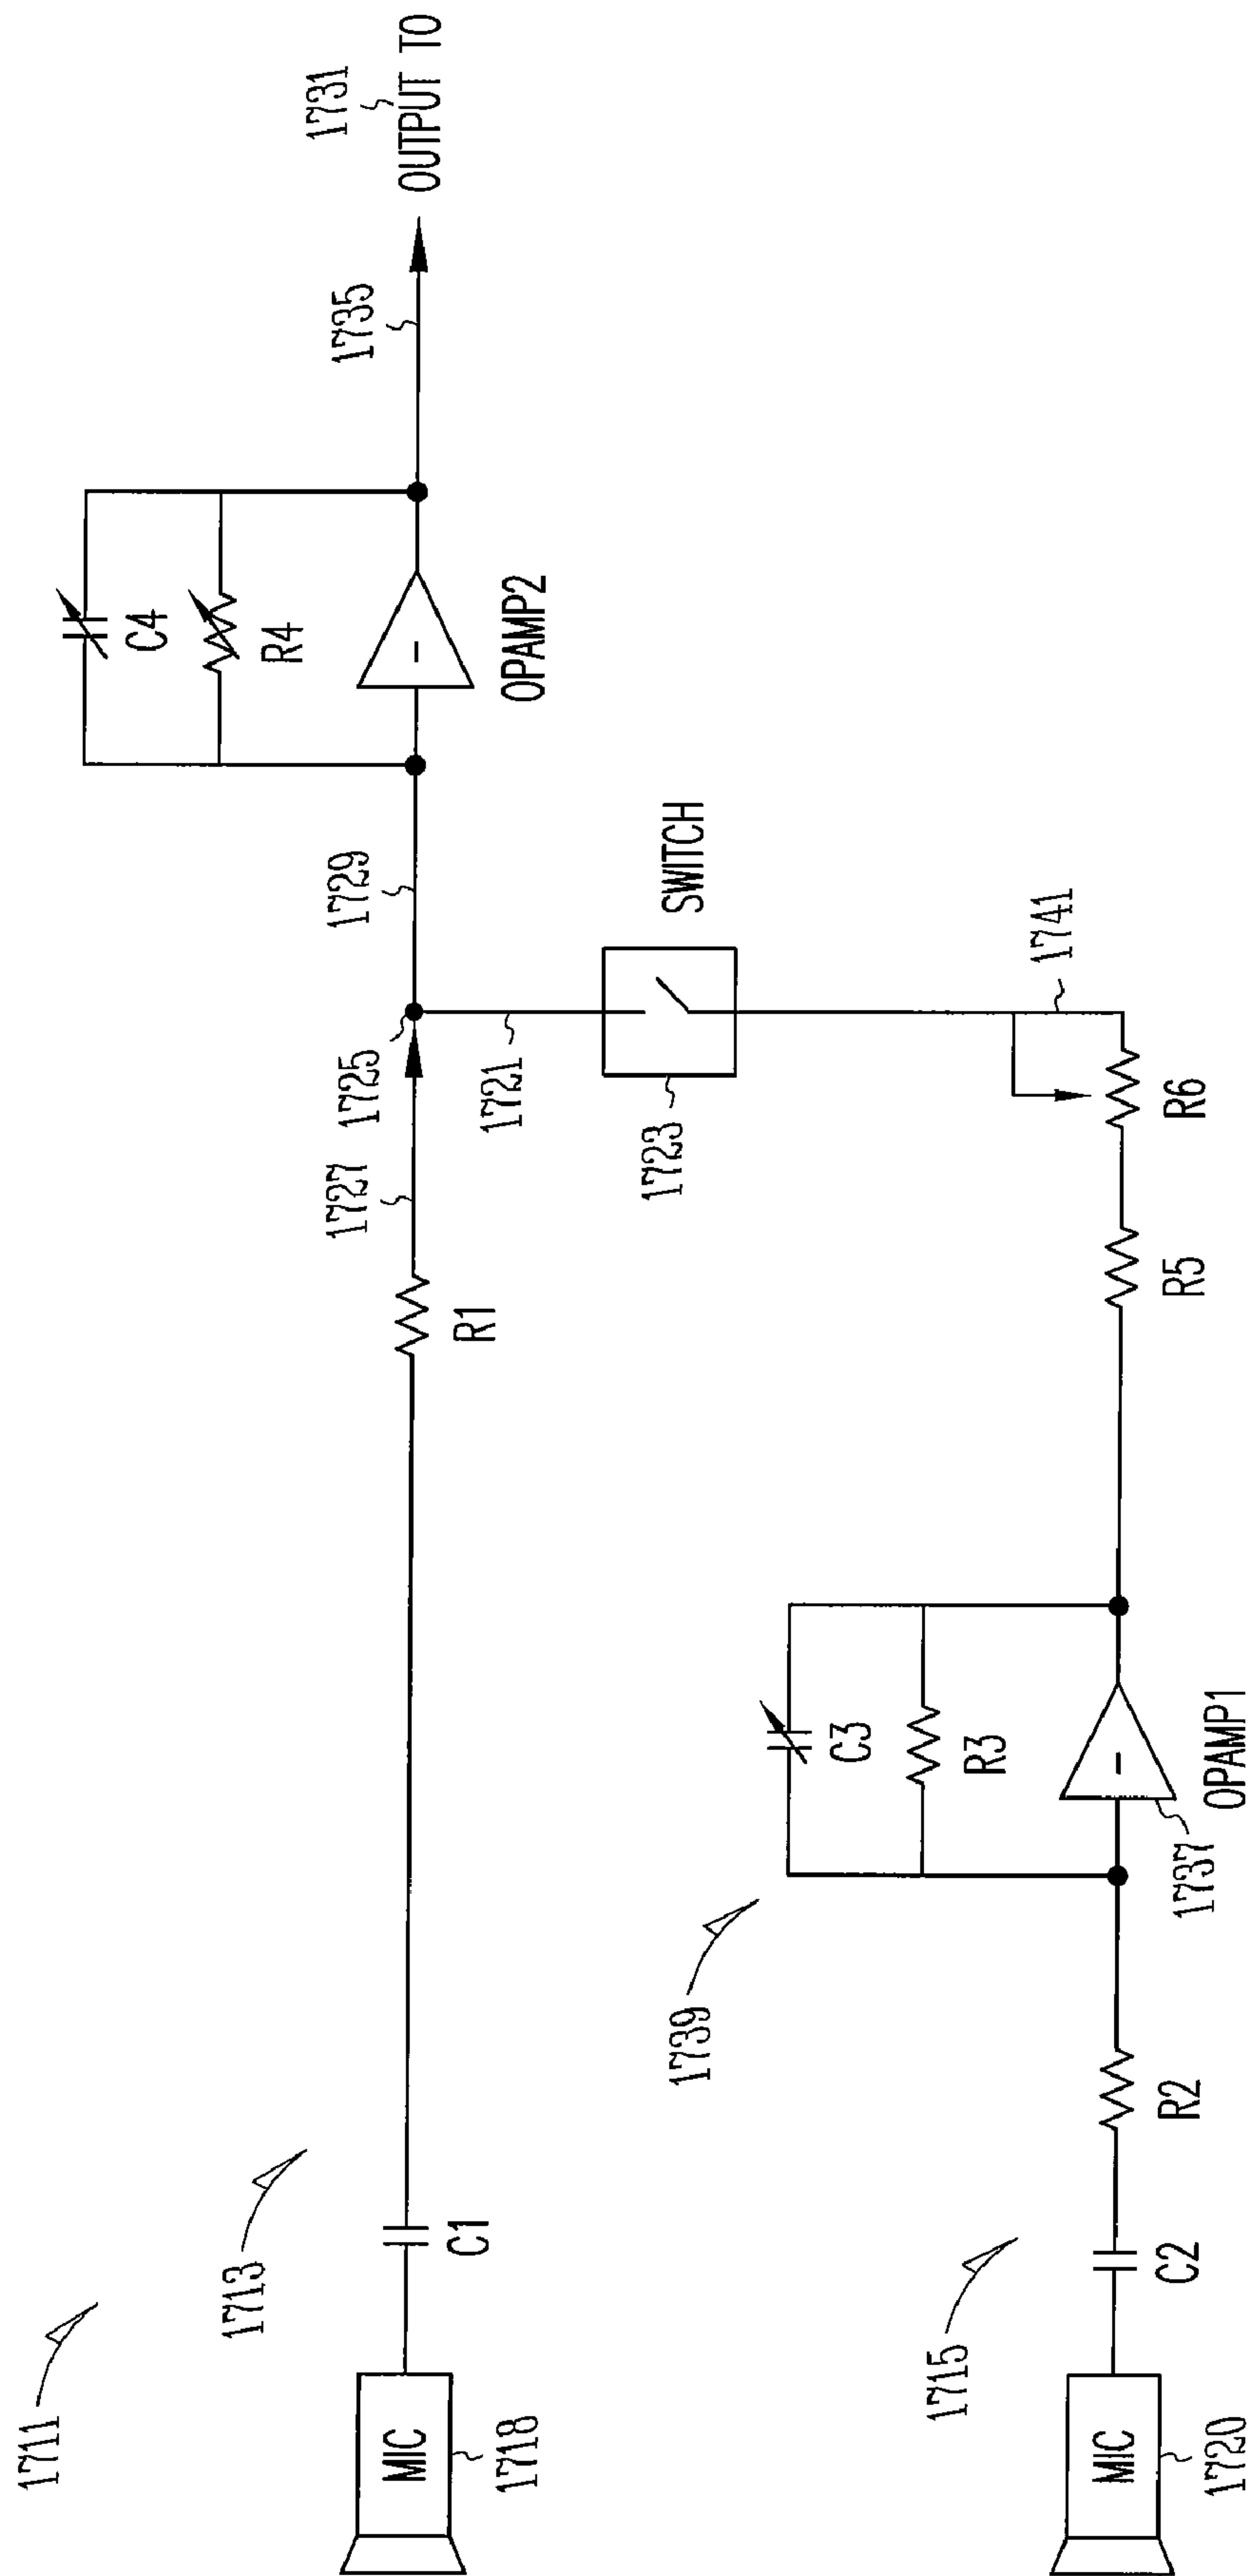 1711
C4
1713
R4
1731
1727
1725
1729
1735
OUTPUT TO
MIC
C1
R1
1718
1721
OPAMP2
1723
SWITCH
1739
C3
1715
R3
1741
MIC
C2
R2
1737
R5
R6
1720
OPAMP1